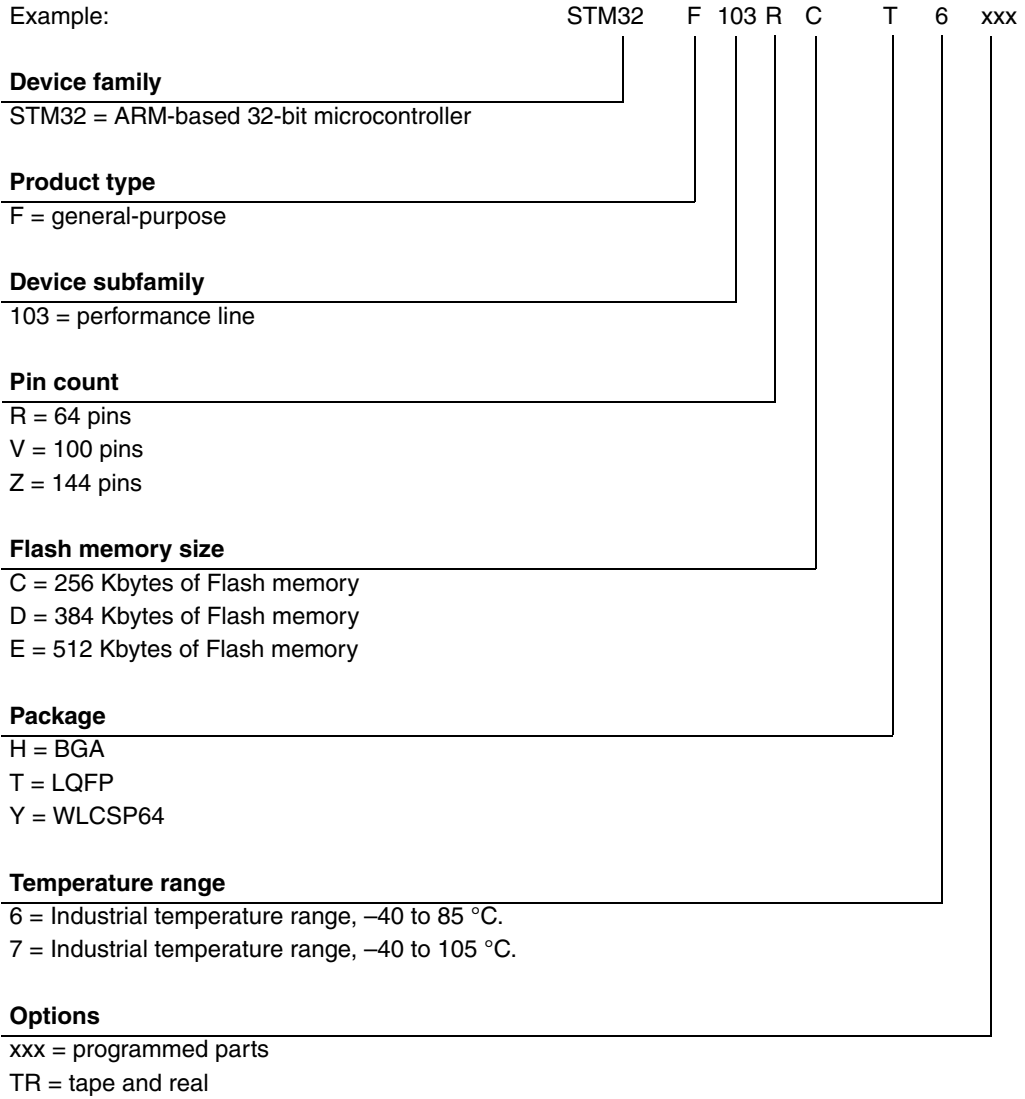 Example: STM32 F 103 R C T 6 xxx
Device family
STM32 = ARM-based 32-bit microcontroller
Product type
F = general-purpose
Device subfamily
103 = performance line
Pin count
R = 64 pins
V = 100 pins
Z = 144 pins
Flash memory size
C = 256 Kbytes of Flash memory
D = 384 Kbytes of Flash memory
E = 512 Kbytes of Flash memory
Package
H = BGA
T = LQFP
Y = WLCSP64
Temperature range
6 = Industrial temperature range, –40 to 85 °C.
7 = Industrial temperature range, –40 to 105 °C.
Options
xxx = programmed parts
TR = tape and real